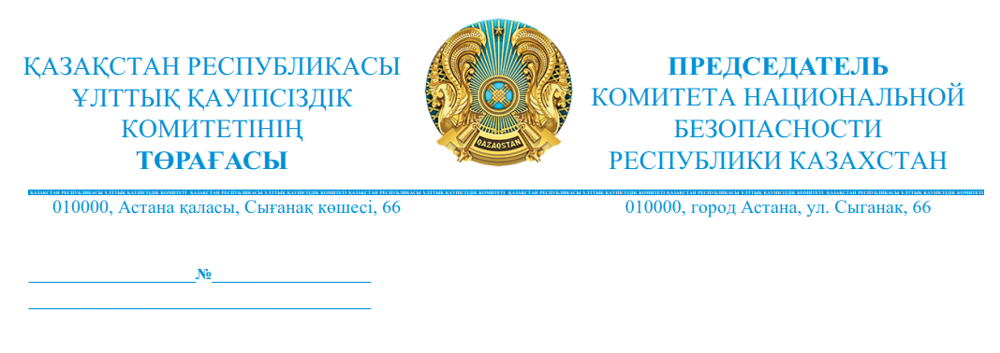 ҚАЗАҚСТАН РЕСПУБЛИКАСЫ
ҰЛТТЫҚ ҚАУІПСІЗДІК
КОМИТЕТІНІҢ
ТӨРАҒАСЫ
QAZAQSTAN
ПРЕДСЕДАТЕЛЬ
КОМИТЕТА НАЦИОНАЛЬНОЙ
БЕЗОПАСНОСТИ
РЕСПУБЛИКИ КАЗАХСТАН
ҚАЗАҚСТАН РЕСПУБЛИКАСЫ ҰЛТТЫҚ ҚАУІПСІЗДІК КОМИТЕТІ ҚАЗАҚСТАН РЕСПУБЛИКАСЫ ҰЛТТЫҚ ҚАУІПСІЗДІК КОМИТЕТІ ҚАЗАҚСТАН РЕСПУБЛИКАСЫ ҰЛТТЫҚ ҚАУІПСІЗДІК КОМИТЕТІ ҚАЗАҚСТАН РЕСПУБЛИКАСЫ ҰЛТТЫҚ ҚАУІПСІЗДІК КОМИТЕТІ ҚАЗАҚСТАН РЕСПУБЛИКАСЫ ҰЛТТЫҚ ҚАУІПСІЗДІК КОМИТЕТІ ҚАЗАҚСТАН РЕСПУБЛИКАСЫ ҰЛТТЫҚ ҚАУІПСІЗДІК КОМИТЕТІ
010000, Астана қаласы, Сығанақ көшесі, 66
010000, город Астана, ул. Сыганак, 66
№